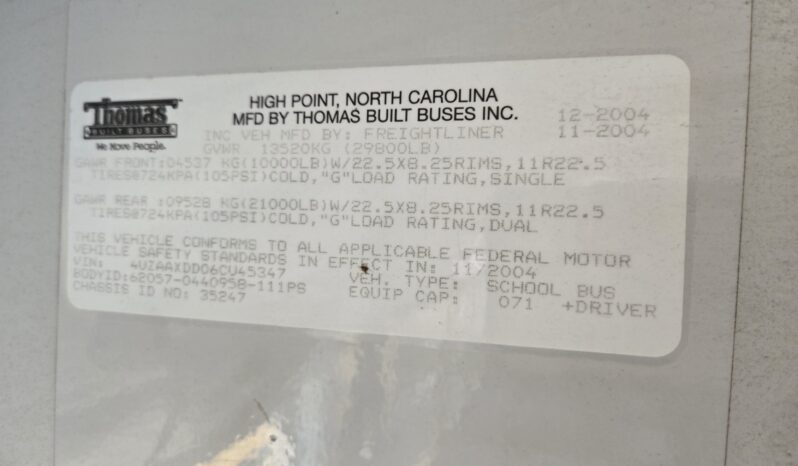 Thomas
BUILT BUSES
We Move People.
HIGH POINT, NORTH CAROLINA
MFD BY THOMAS BUILT BUSES INC. 12-2004
INC VEH MFD BY: FREIGHTLINER 11-2004
GVWR 13520KG (29800LB)
GAWR FRONT:04537 KG(10000LB)W/22.5X8.25RIMS,11R22.5
TIRES@724KPA(105PSI)COLD,"G"LOAD RATING,SINGLE
GAWR REAR :09528 KG(21000LB)W/22.5X8.25RIMS,11R22.5
TIRES@724KPA(105PSI)COLD,"G"LOAD RATING,DUAL
THIS VEHICLE CONFORMS TO ALL APPLICABLE FEDERAL MOTOR
VEHICLE SAFETY STANDARDS IN EFFECT IN: 11/2004
VIN: 4UZAAXDD06CU45347 VEH. TYPE: SCHOOL BUS
BODYID:62057-0440958-111PS EQUIP CAP: 071 +DRIVER
CHASSIS ID NO: 35247